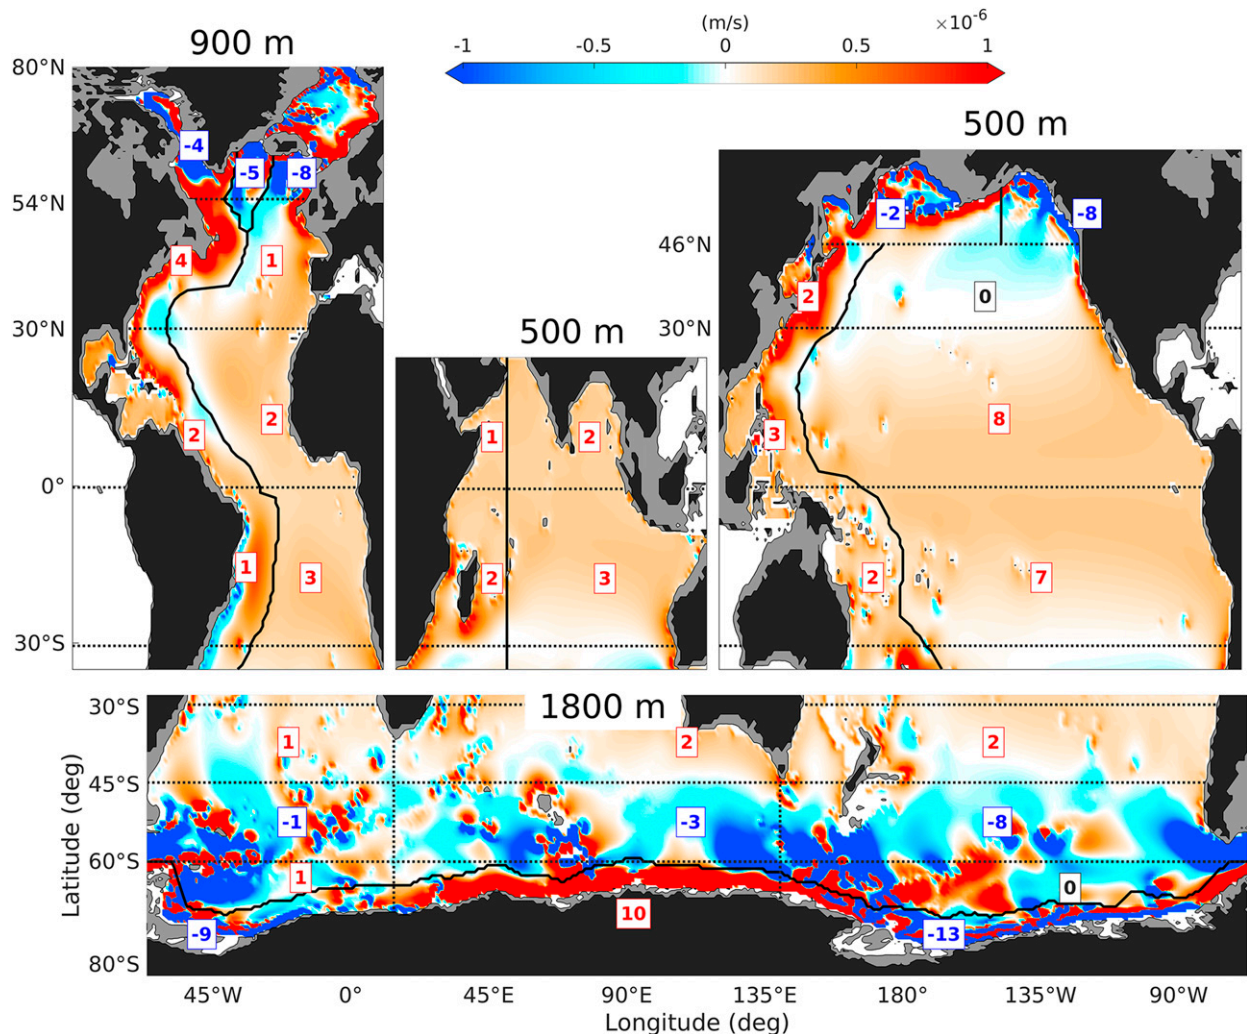 (m/s)
×10⁻⁶
-1 -0.5 0 0.5 1
900 m
80°N
54°N
30°N
0°
30°S
-4
-5
-8
4
1
2
2
1
3
500 m
1
2
2
3
500 m
46°N
30°N
0°
30°S
-2
-8
2
0
3
8
2
7
1800 m
30°S
45°S
60°S
80°S
Latitude (deg)
1
2
2
-1
-3
-8
1
0
-9
10
-13
45°W 0° 45°E 90°E 135°E 180° 135°W 90°W
Longitude (deg)